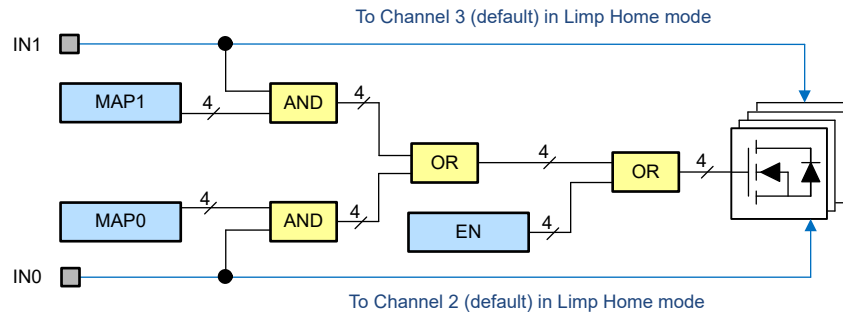 To Channel 3 (default) in Limp Home mode
IN1
MAP1
4
AND
4
OR
4
OR
4
MAP0
4
AND
4
EN
4
IN0
To Channel 2 (default) in Limp Home mode